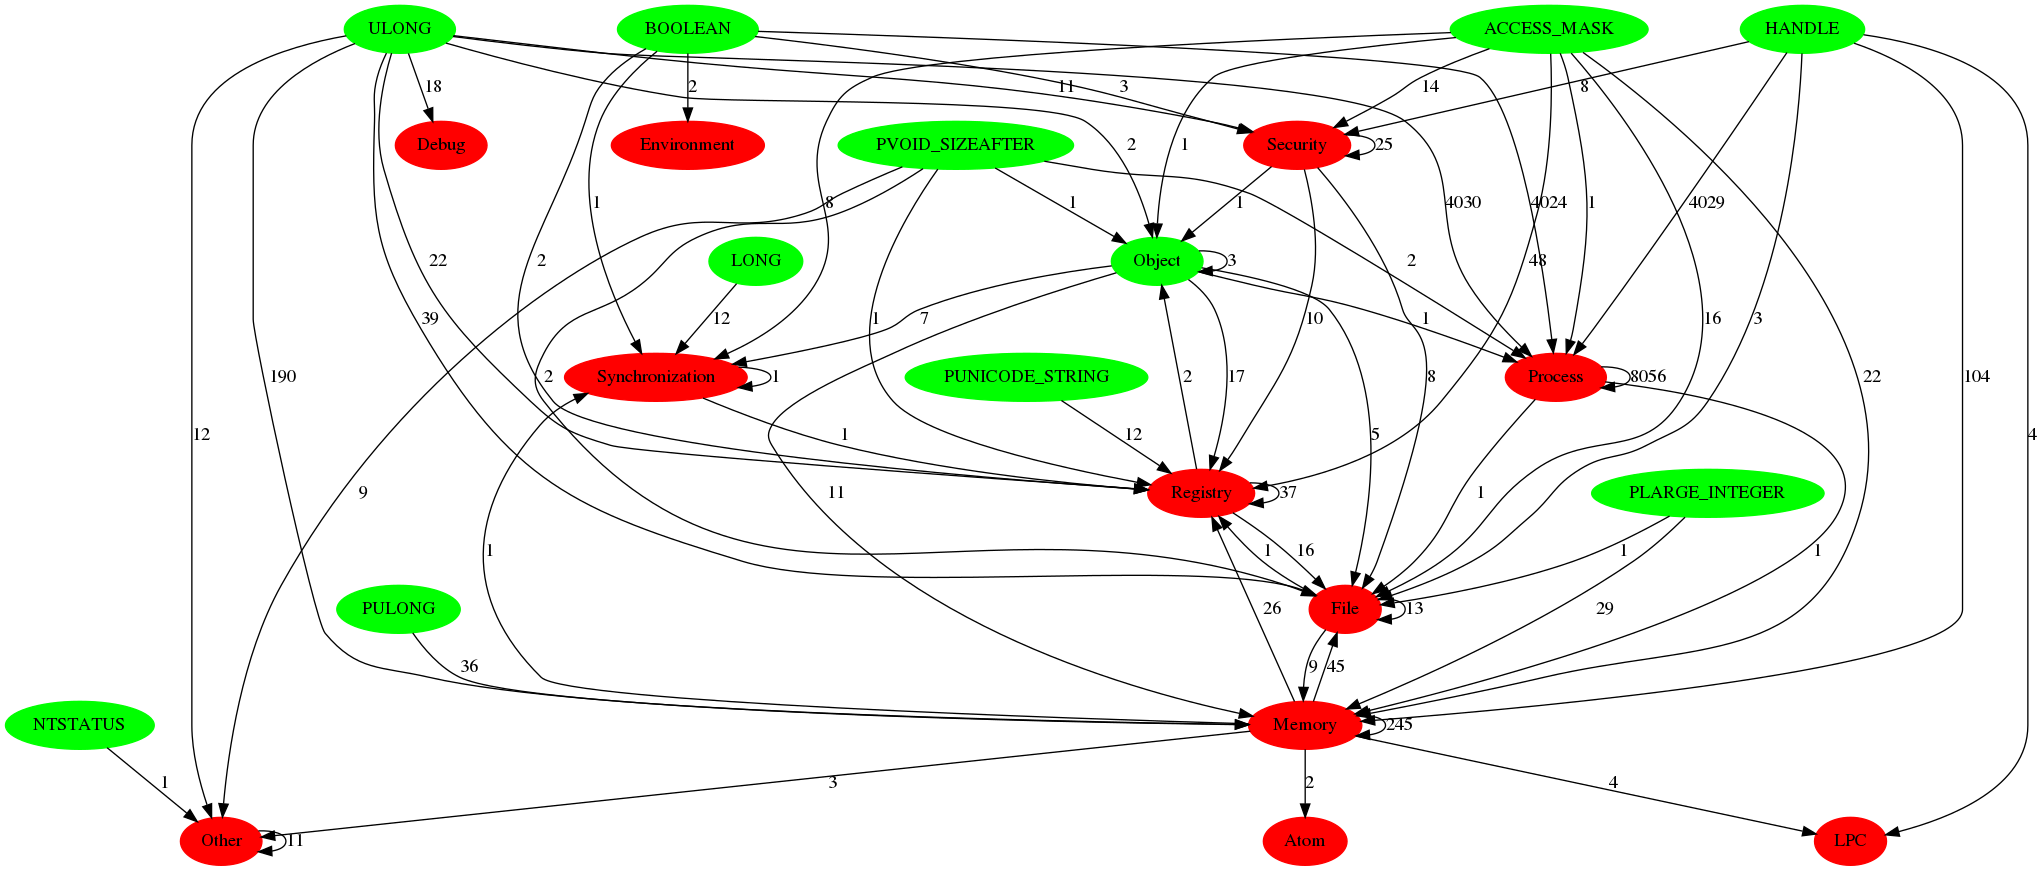 ULONG BOOLEAN ACCESS_MASK HANDLE
18 2 11 3 14 8
Debug Environment PVOID_SIZEAFTER Security 25
2 1
1 8 1 1 4030 4024 1 4029
22 2 LONG Object 3 2 48
39 12 7 1 10 1 16 3
190 2 Synchronization 1 PUNICODE_STRING 2 17 8 Process 8056 22 104
12 9 1 12 5 4
Registry 37 1 PLARGE_INTEGER
1 11 1 16 1 1
PULONG 26 File 13 29
36 9 45
NTSTATUS Memory 245
1 3 2 4
Other 11 Atom LPC